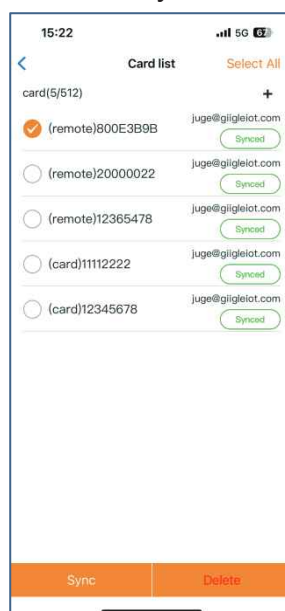 15:22 5G 67
Card list Select All
card(5/512) +
juge@giigleiot.com
(remote)800E3B9B
Synced
juge@giigleiot.com
(remote)20000022
Synced
juge@giigleiot.com
(remote)12365478
Synced
juge@giigleiot.com
(card)11112222
Synced
juge@giigleiot.com
(card)12345678
Synced
Sync Delete